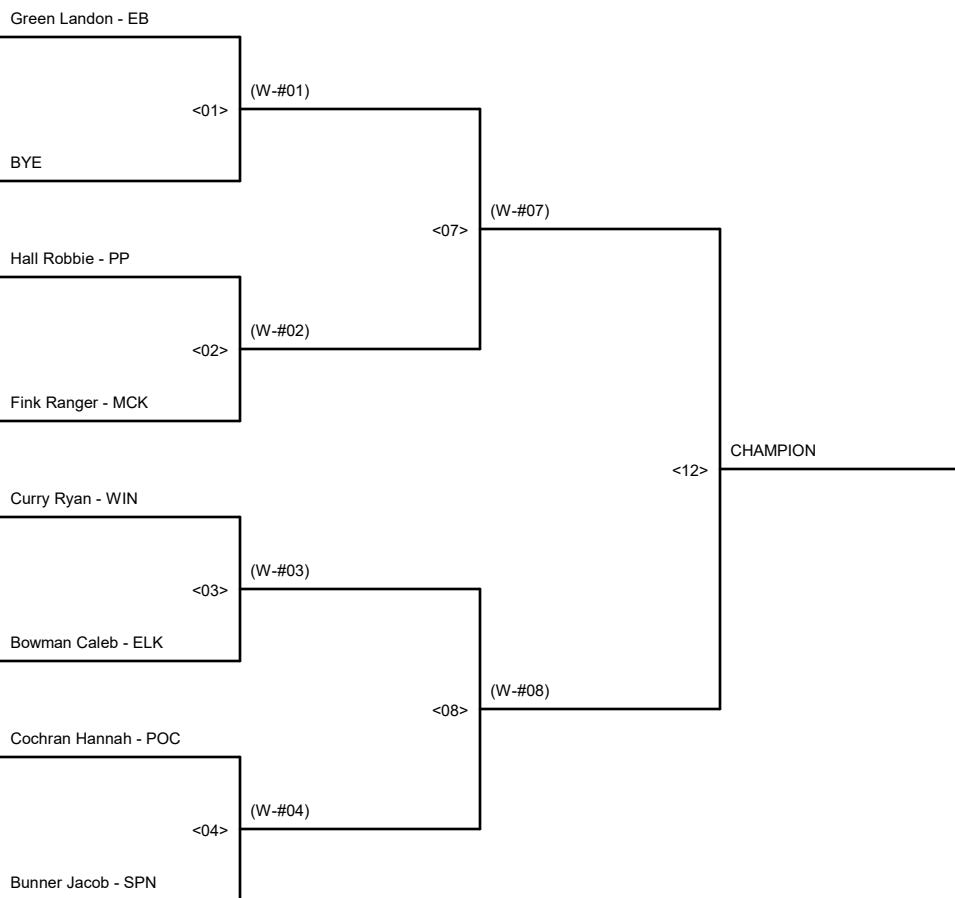 Green Landon - EB
(W-#01)
<01>
BYE
(W-#07)
<07>
Hall Robbie - PP
(W-#02)
<02>
Fink Ranger - MCK
CHAMPION
<12>
Curry Ryan - WIN
(W-#03)
<03>
Bowman Caleb - ELK
(W-#08)
<08>
Cochran Hannah - POC
(W-#04)
<04>
Bunner Jacob - SPN